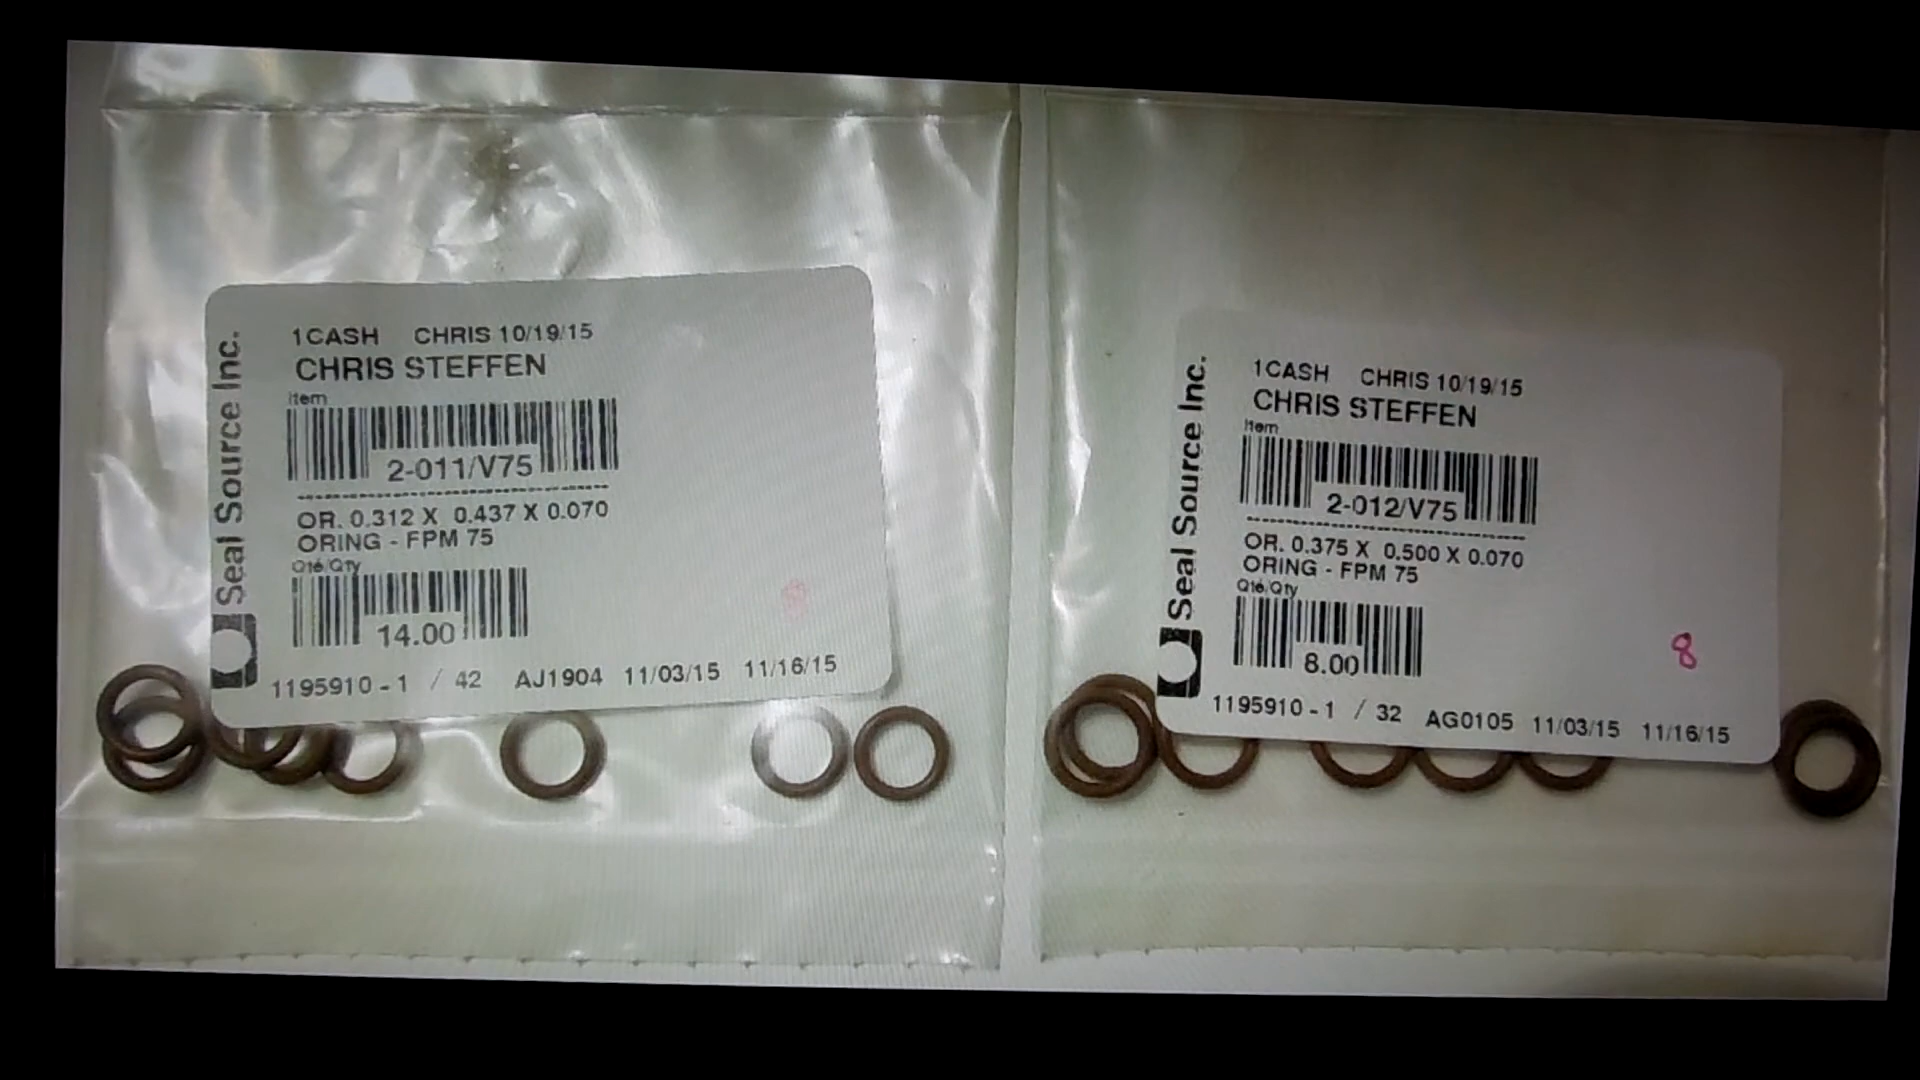 Seal Source Inc.
1CASH CHRIS 10/19/15
CHRIS STEFFEN
Item
2-011/V75
OR. 0.312 X 0.437 X 0.070
ORING - FPM 75
Qté/Qty
14.00
8
1195910 - 1 / 42 AJ1904 11/03/15 11/16/15
Seal Source Inc.
1CASH CHRIS 10/19/15
CHRIS STEFFEN
Item
2-012/V75
OR. 0.375 X 0.500 X 0.070
ORING - FPM 75
Qté/Qty
8.00
8
1195910 - 1 / 32 AG0105 11/03/15 11/16/15